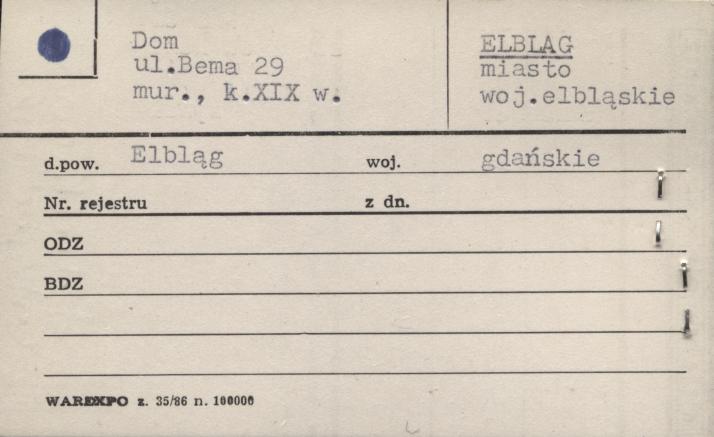 Dom
ul.Bema 29
mur., k.XIX w.
ELBLAG
miasto
woj.elbląskie
d.pow. Elbląg woj. gdańskie
Nr. rejestru z dn.
ODZ
BDZ
WAREXPO z. 35/86 n. 100000